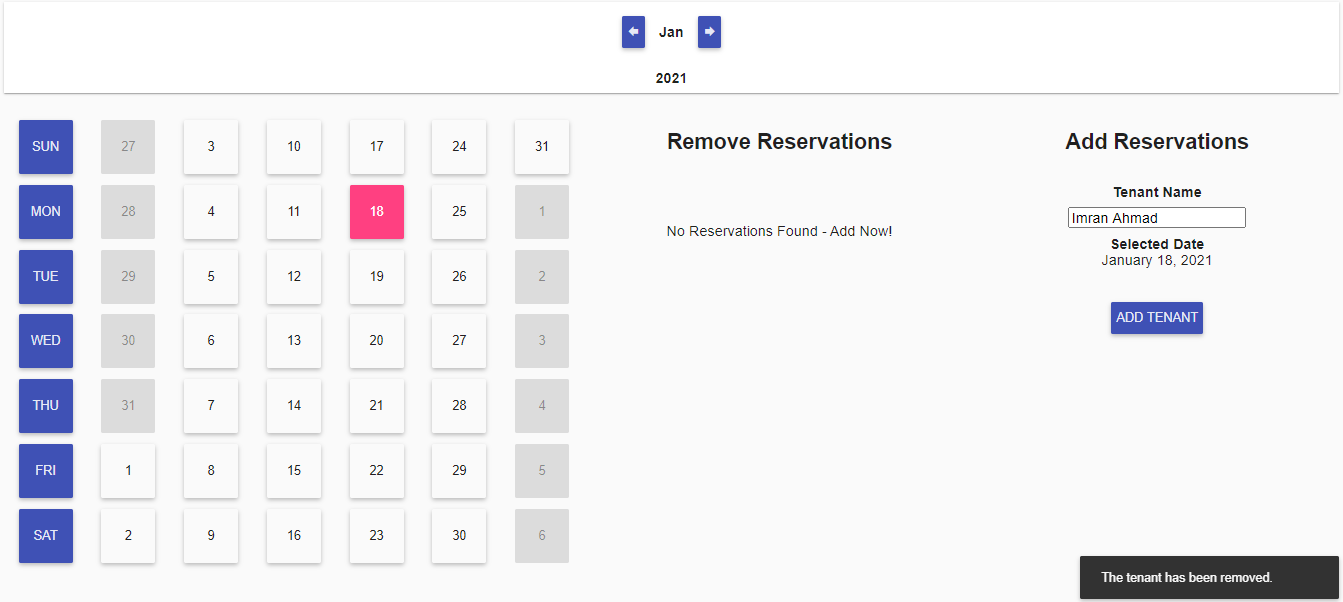 Jan
2021
SUN 27 3 10 17 24 31
MON 28 4 11 18 25 1
TUE 29 5 12 19 26 2
WED 30 6 13 20 27 3
THU 31 7 14 21 28 4
FRI 1 8 15 22 29 5
SAT 2 9 16 23 30 6
Remove Reservations
No Reservations Found - Add Now!
Add Reservations
Tenant Name
Imran Ahmad
Selected Date
January 18, 2021
ADD TENANT
The tenant has been removed.